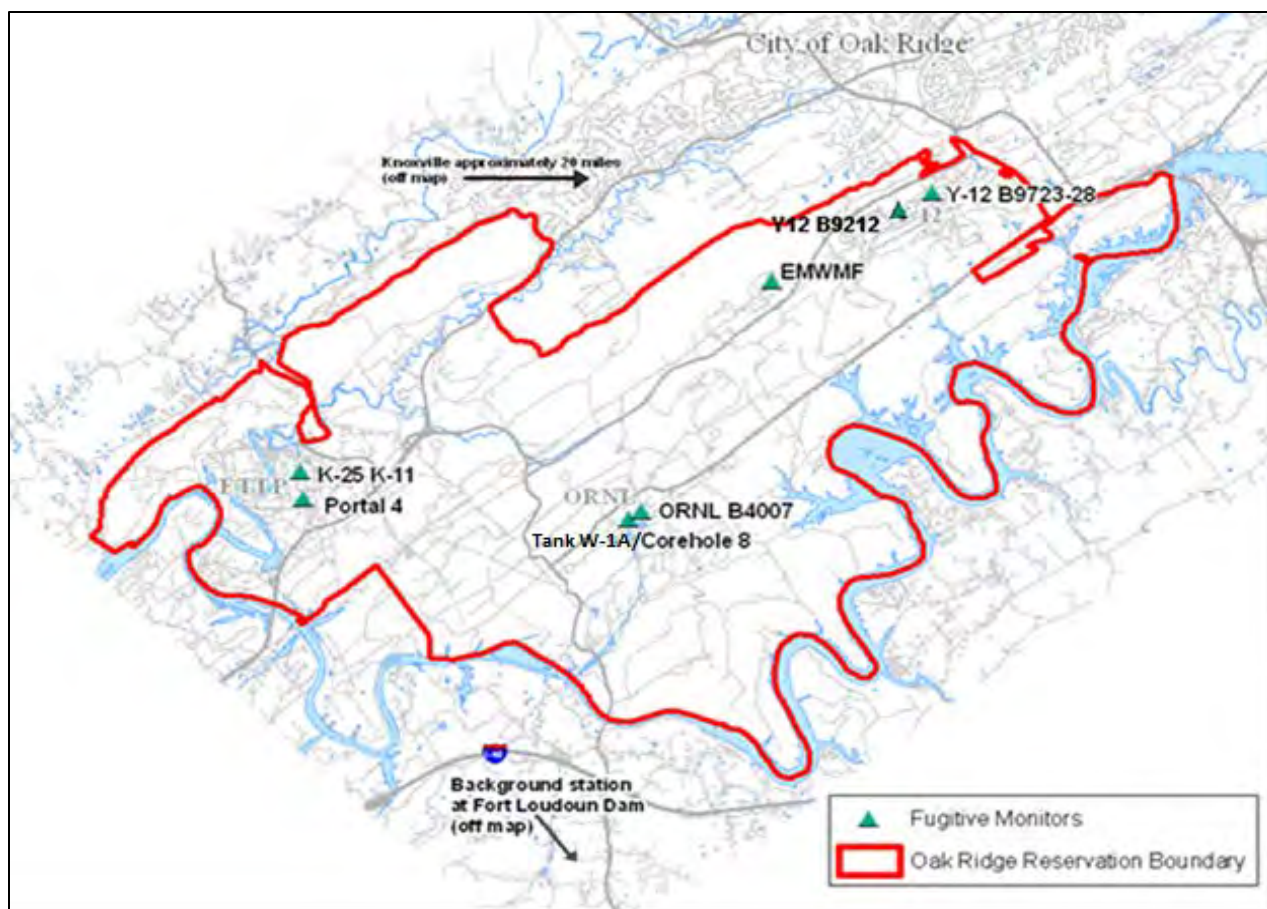 City of Oak Ridge
Knoxville approximately 20 miles
(off map)
Y-12 B9723-28
Y12 B9212
12
EMWMF
K-25 K-11
ETTP
Portal 4
ORNL
ORNL B4007
Tank W-1A/Corehole 8
Background station
at Fort Loudoun Dam
(off map)
Fugitive Monitors
Oak Ridge Reservation Boundary